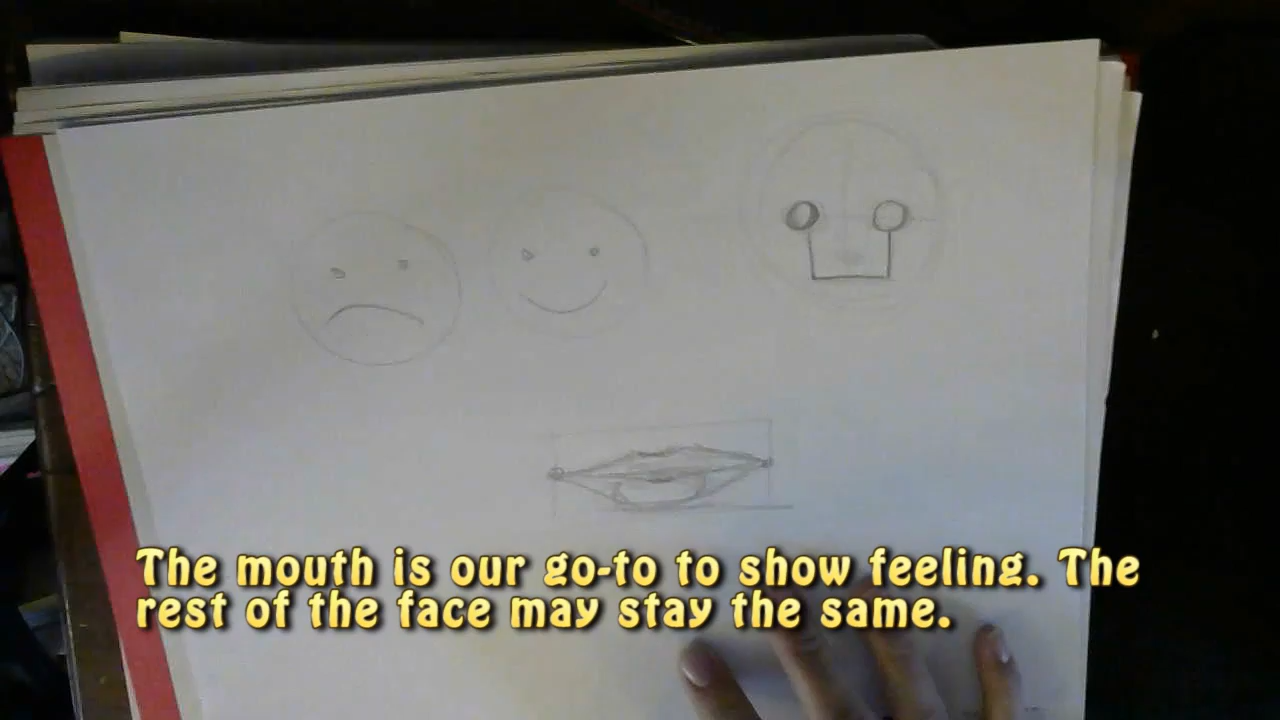 The mouth is our go-to to show feeling. The
rest of the face may stay the same.